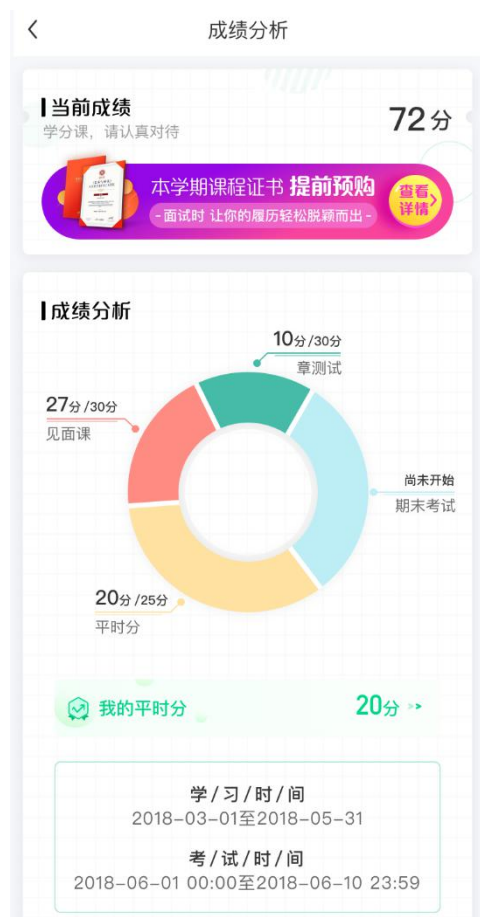 成绩分析
当前成绩
72分
学分课，请认真对待
本学期课程证书 提前预购
查看详情
-面试时 让你的履历轻松脱颖而出-
成绩分析
10分/30分
章测试
27分/30分
见面课
尚未开始
期末考试
20分/25分
平时分
我的平时分
20分
学/习/时/间
2018-03-01至2018-05-31
考/试/时/间
2018-06-01 00:00至2018-06-10 23:59